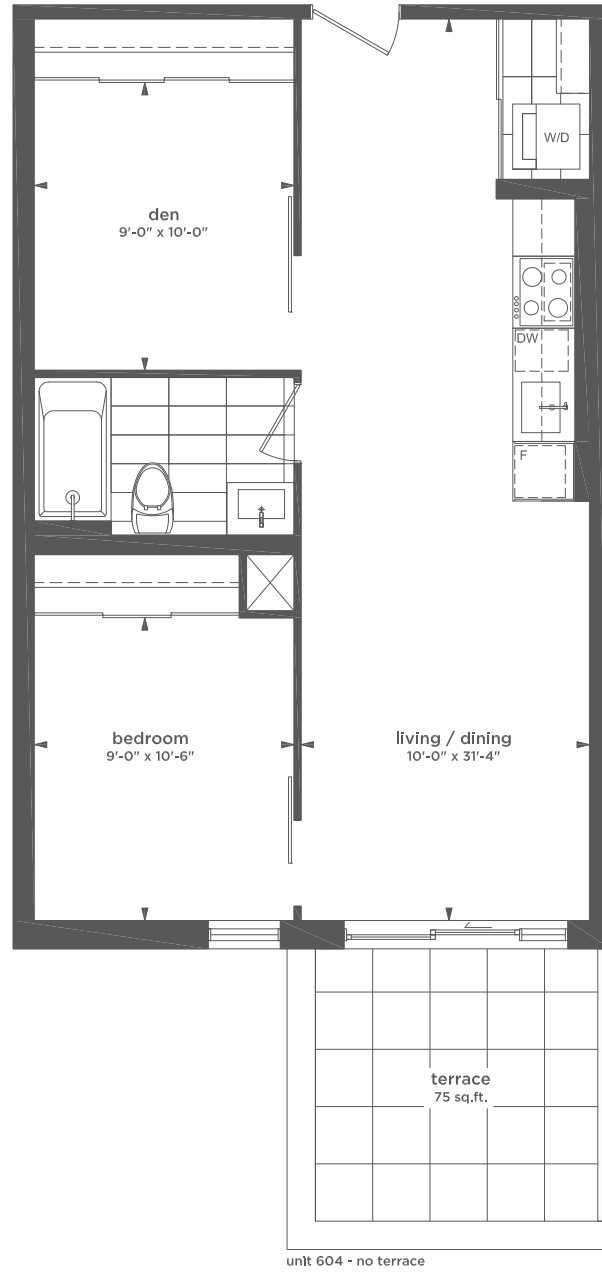 W/D
den
9'-0" x 10'-0"
DW
F
bedroom
9'-0" x 10'-6"
living / dining
10'-0" x 31'-4"
terrace
75 sq.ft.
unit 604 - no terrace